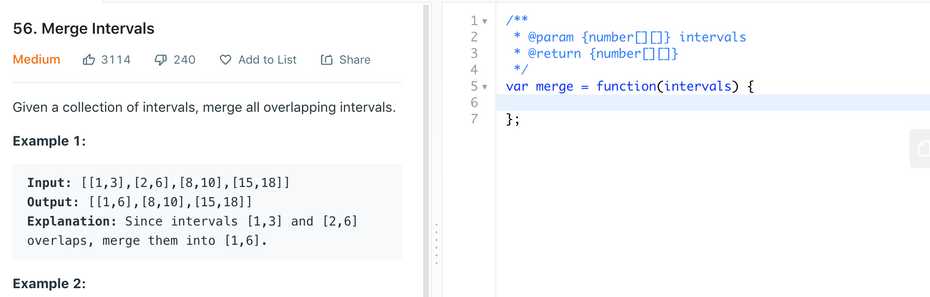 56. Merge Intervals
Medium 3114 240 Add to List Share
Given a collection of intervals, merge all overlapping intervals.
Example 1:
Input: [[1,3],[2,6],[8,10],[15,18]]
Output: [[1,6],[8,10],[15,18]]
Explanation: Since intervals [1,3] and [2,6]
overlaps, merge them into [1,6].
Example 2:
1 /**
2  * @param {number[][]} intervals
3  * @return {number[][]}
4  */
5 var merge = function(intervals) {
6
7 };